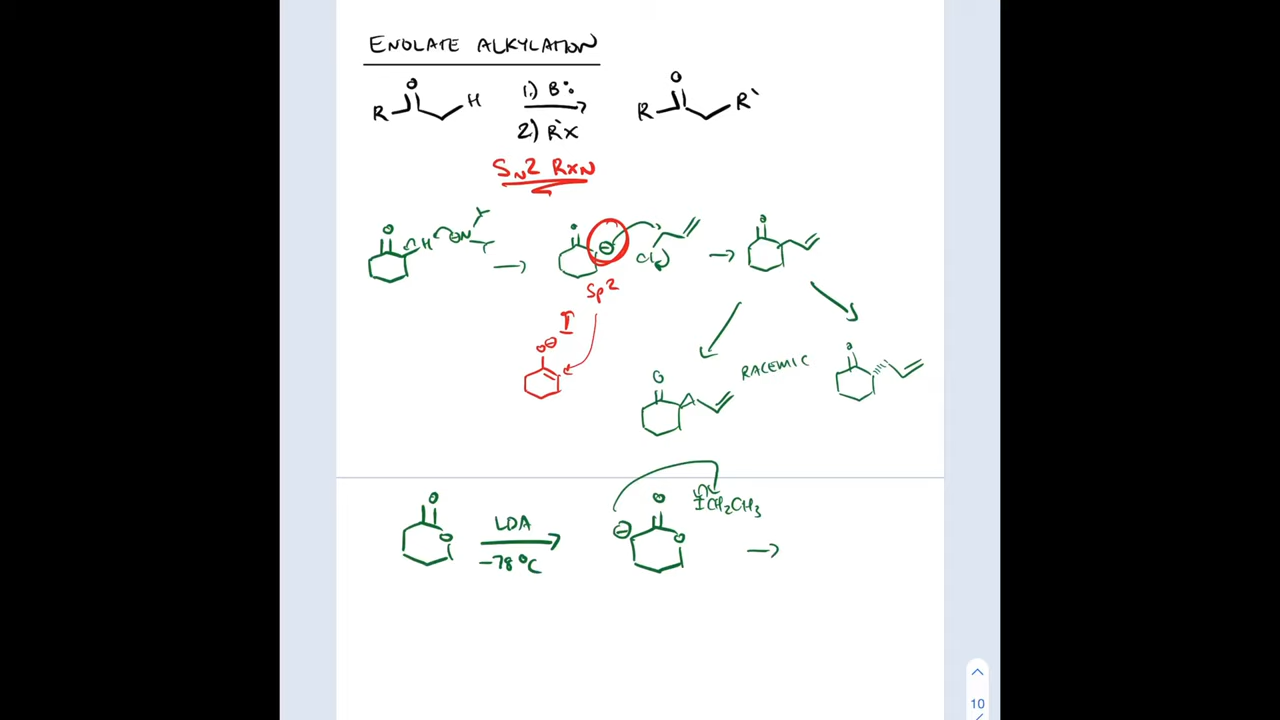 ENOLATE ALKYLATION
O
R
H
1.) B:
2) R'X
O
R
R'
SN2 RXN
O
H
⊖N
O
⊖
Cl
O
Sp2
I
O⊖
O
RACEMIC
O
O
O
LDA
-78°C
⊖
O
O
ICH2CH3
10